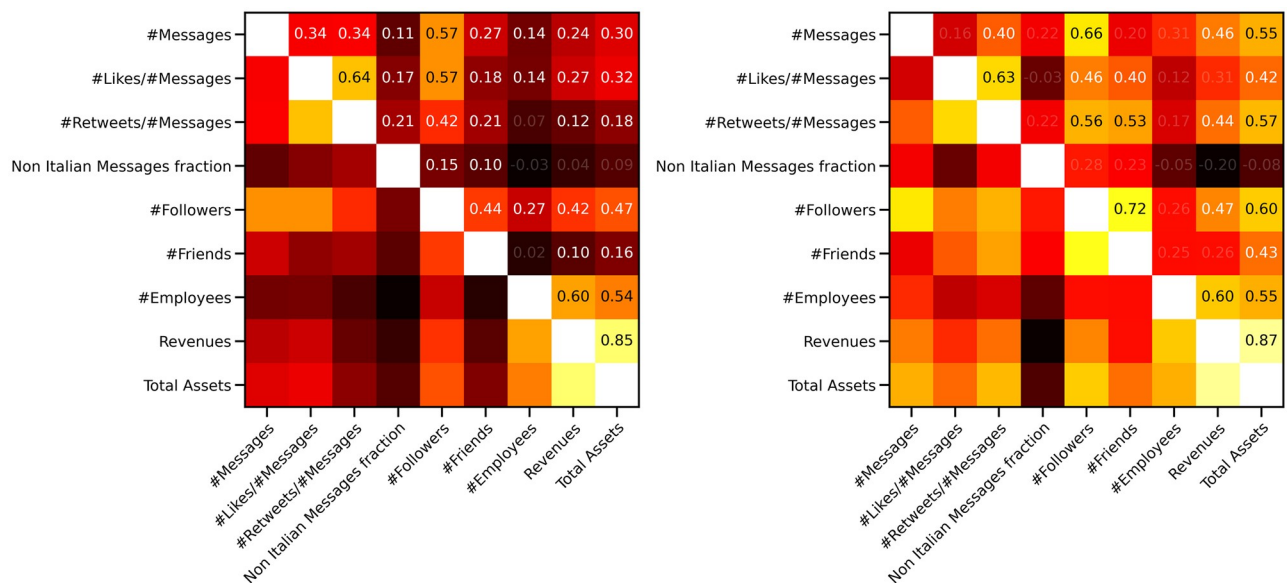 #Messages 0.34 0.34 0.11 0.57 0.27 0.14 0.24 0.30
#Likes/#Messages 0.64 0.17 0.57 0.18 0.14 0.27 0.32
#Retweets/#Messages 0.21 0.42 0.21 0.07 0.12 0.18
Non Italian Messages fraction 0.15 0.10 -0.03 0.04 0.09
#Followers 0.44 0.27 0.42 0.47
#Friends 0.02 0.10 0.16
#Employees 0.60 0.54
Revenues 0.85
Total Assets
#Messages
#Likes/#Messages
#Retweets/#Messages
Non Italian Messages fraction
#Followers
#Friends
#Employees
Revenues
Total Assets
#Messages 0.16 0.40 0.22 0.66 0.20 0.31 0.46 0.55
#Likes/#Messages 0.63 -0.03 0.46 0.40 0.12 0.31 0.42
#Retweets/#Messages 0.22 0.56 0.53 0.17 0.44 0.57
Non Italian Messages fraction 0.28 0.23 -0.05 -0.20 -0.08
#Followers 0.72 0.26 0.47 0.60
#Friends 0.25 0.26 0.43
#Employees 0.60 0.55
Revenues 0.87
Total Assets
#Messages
#Likes/#Messages
#Retweets/#Messages
Non Italian Messages fraction
#Followers
#Friends
#Employees
Revenues
Total Assets